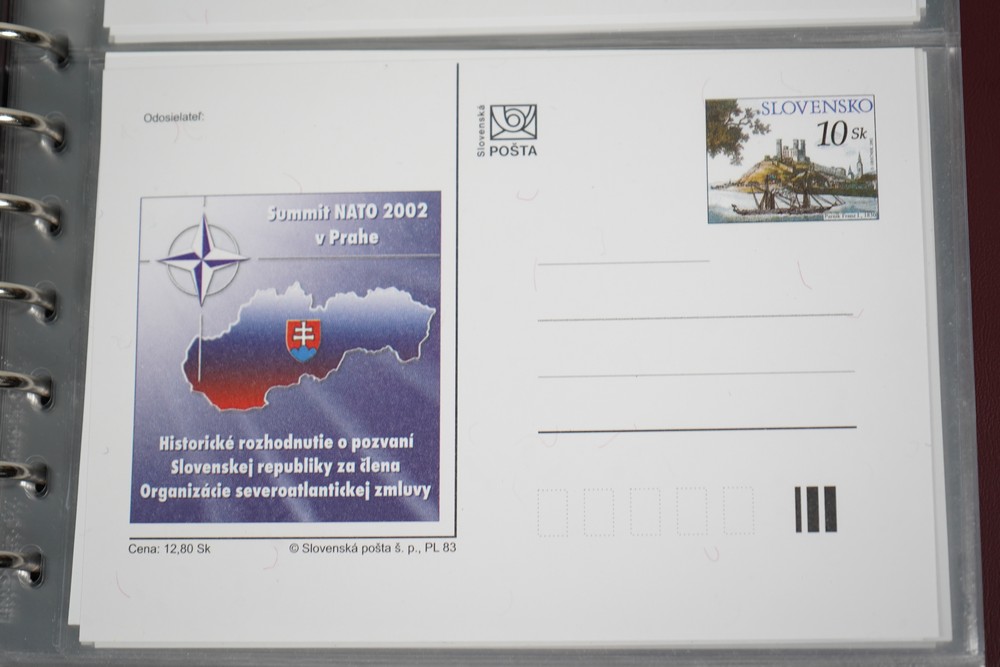 Odosielateľ:
Slovenská
POŠTA
SLOVENSKO
10 Sk
Summit NATO 2002
v Prahe
Historické rozhodnutie o pozvaní
Slovenskej republiky za člena
Organizácie severoatlantickej zmluvy
Cena: 12,80 Sk
© Slovenská pošta š. p., PL 83